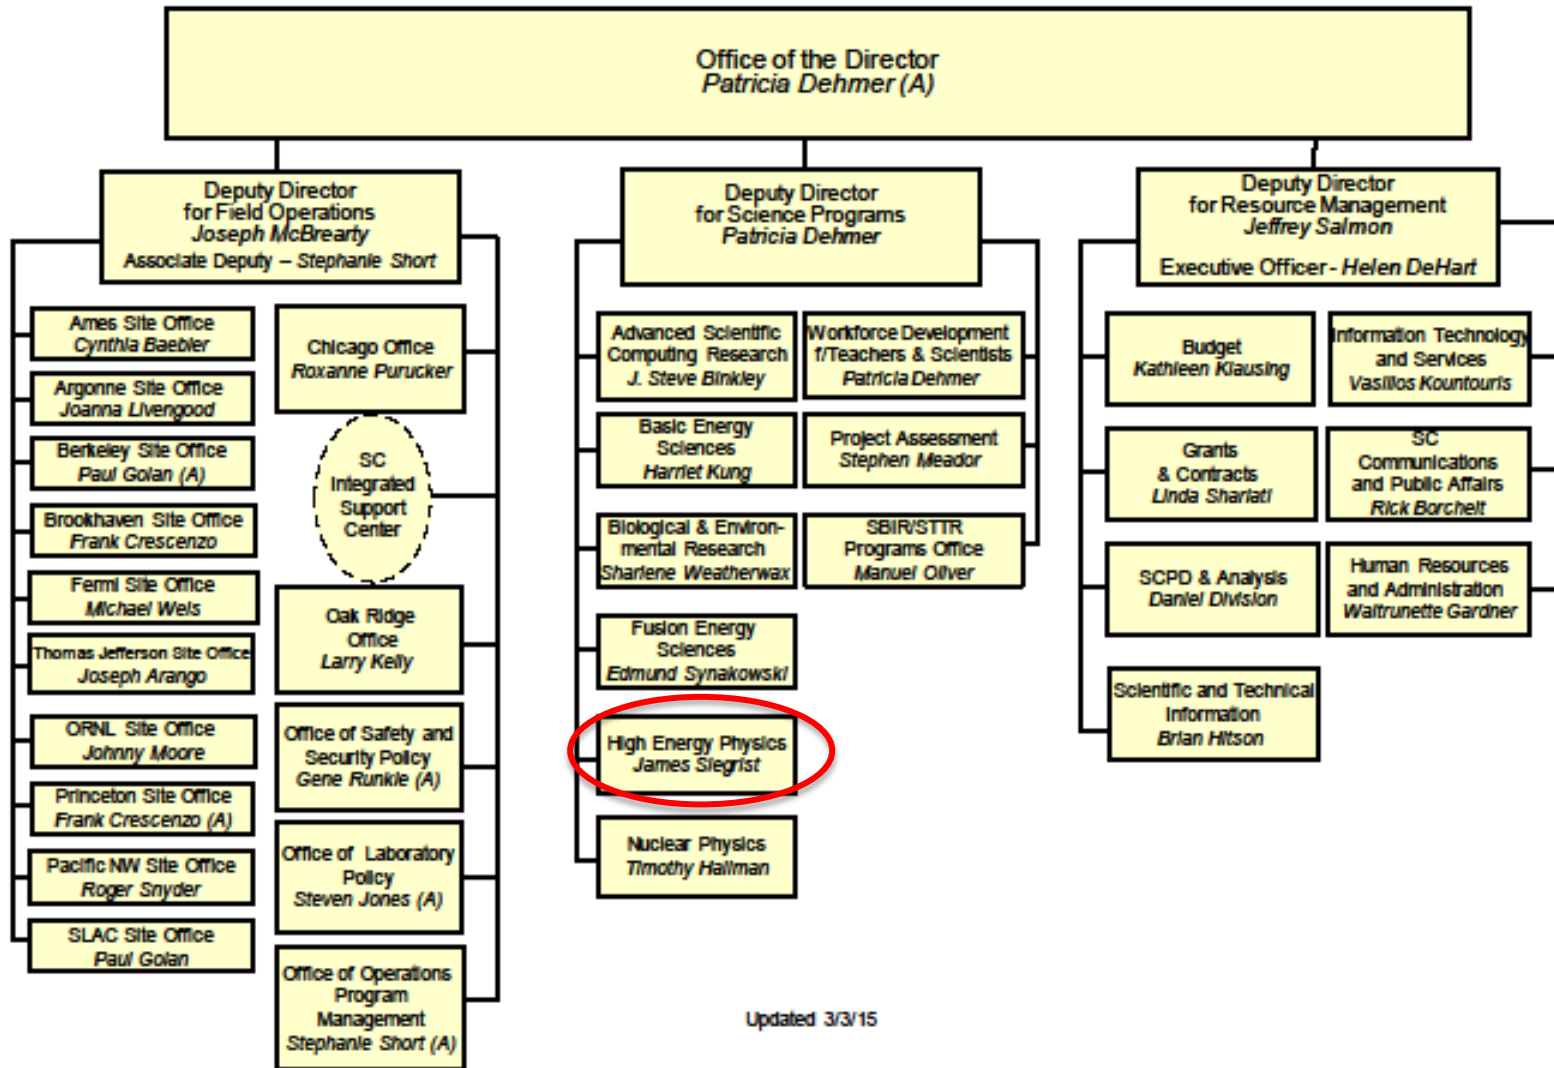 Office of the Director
Patricia Dehmer (A)
Deputy Director
for Field Operations
Joseph McBrearty
Associate Deputy – Stephanie Short
Ames Site Office
Cynthia Baebler
Argonne Site Office
Joanna Livengood
Berkeley Site Office
Paul Golan (A)
Brookhaven Site Office
Frank Crescenzo
Fermi Site Office
Michael Weis
Thomas Jefferson Site Office
Joseph Arango
ORNL Site Office
Johnny Moore
Princeton Site Office
Frank Crescenzo (A)
Pacific NW Site Office
Roger Snyder
SLAC Site Office
Paul Golan
Chicago Office
Roxanne Purucker
SC
Integrated
Support
Center
Oak Ridge
Office
Larry Kelly
Office of Safety and
Security Policy
Gene Runkle (A)
Office of Laboratory
Policy
Steven Jones (A)
Office of Operations
Program
Management
Stephanie Short (A)
Deputy Director
for Science Programs
Patricia Dehmer
Advanced Scientific
Computing Research
J. Steve Binkley
Basic Energy
Sciences
Harriet Kung
Biological & Environ-
mental Research
Sharlene Weatherwax
Fusion Energy
Sciences
Edmund Synakowski
High Energy Physics
James Siegrist
Nuclear Physics
Timothy Hallman
Workforce Development
f/Teachers & Scientists
Patricia Dehmer
Project Assessment
Stephen Meador
SBIR/STTR
Programs Office
Manuel Oliver
Deputy Director
for Resource Management
Jeffrey Salmon
Executive Officer - Helen DeHart
Budget
Kathleen Klausing
Grants
& Contracts
Linda Shariati
SCPD & Analysis
Daniel Division
Scientific and Technical
Information
Brian Hitson
Information Technology
and Services
Vasilios Kountouris
SC
Communications
and Public Affairs
Rick Borchelt
Human Resources
and Administration
Waltrunette Gardner
Updated 3/3/15